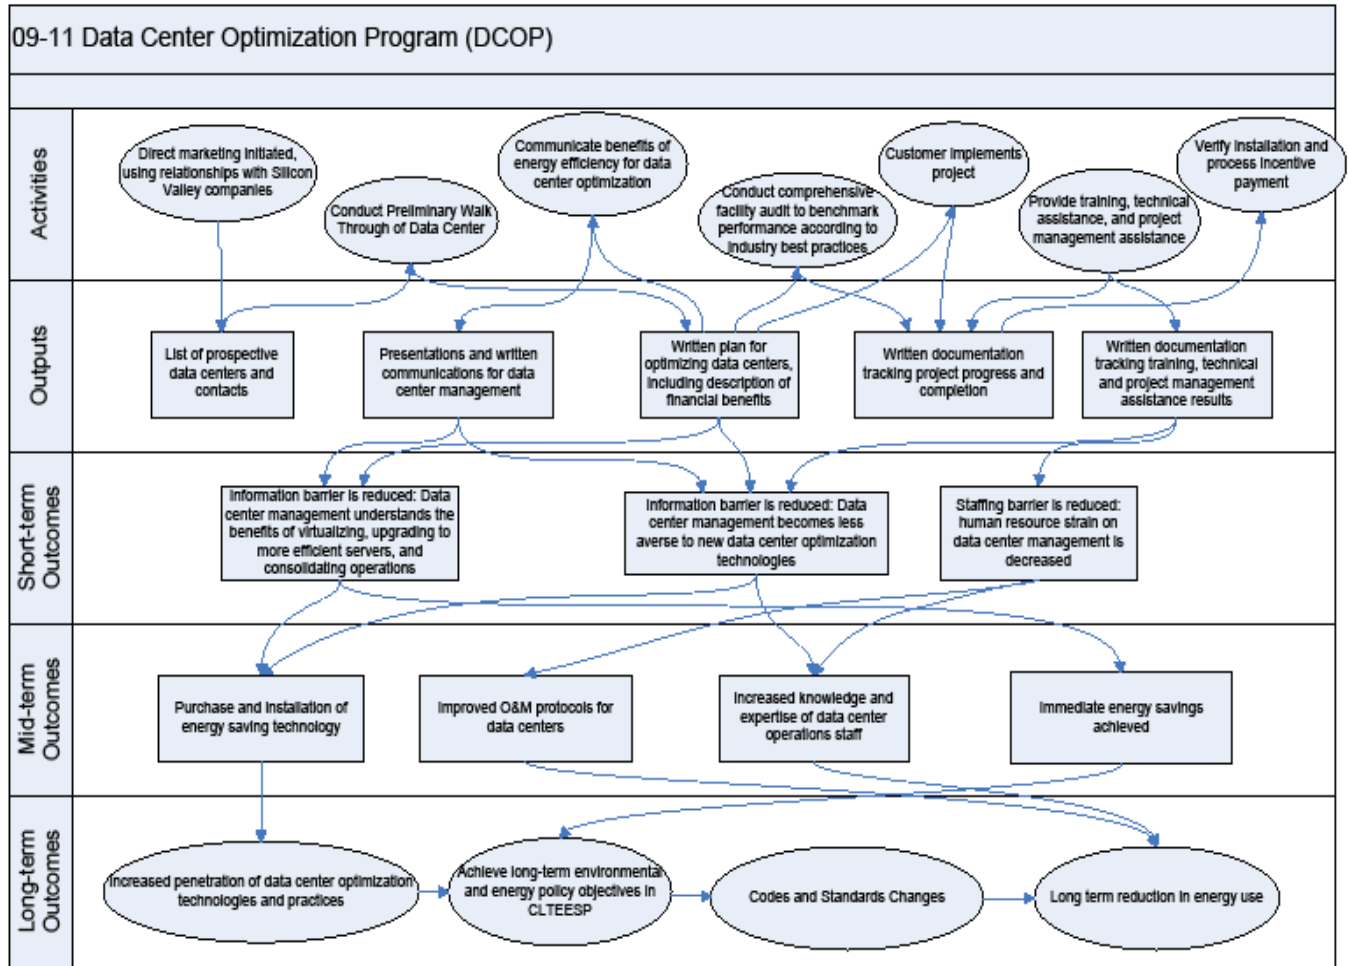 09-11 Data Center Optimization Program (DCOP)
Activities
Direct marketing initiated,
using relationships with Silicon
Valley companies
Conduct Preliminary Walk
Through of Data Center
Communicate benefits of
energy efficiency for data
center optimization
Conduct comprehensive
facility audit to benchmark
performance according to
industry best practices
Customer implements
project
Provide training, technical
assistance, and project
management assistance
Verify installation and
process incentive
payment
Outputs
List of prospective
data centers and
contacts
Presentations and written
communications for data
center management
Written plan for
optimizing data centers,
including description of
financial benefits
Written documentation
tracking project progress and
completion
Written documentation
tracking training, technical
and project management
assistance results
Short-term
Outcomes
Information barrier is reduced: Data
center management understands the
benefits of virtualizing, upgrading to
more efficient servers, and
consolidating operations
Information barrier is reduced: Data
center management becomes less
averse to new data center optimization
technologies
Staffing barrier is reduced:
human resource strain on
data center management is
decreased
Mid-term
Outcomes
Purchase and Installation of
energy saving technology
Improved O&M protocols for
data centers
Increased knowledge and
expertise of data center
operations staff
Immediate energy savings
achieved
Long-term
Outcomes
Increased penetration of data center optimization
technologies and practices
Achieve long-term environmental
and energy policy objectives in
CLTEESP
Codes and Standards Changes
Long term reduction in energy use